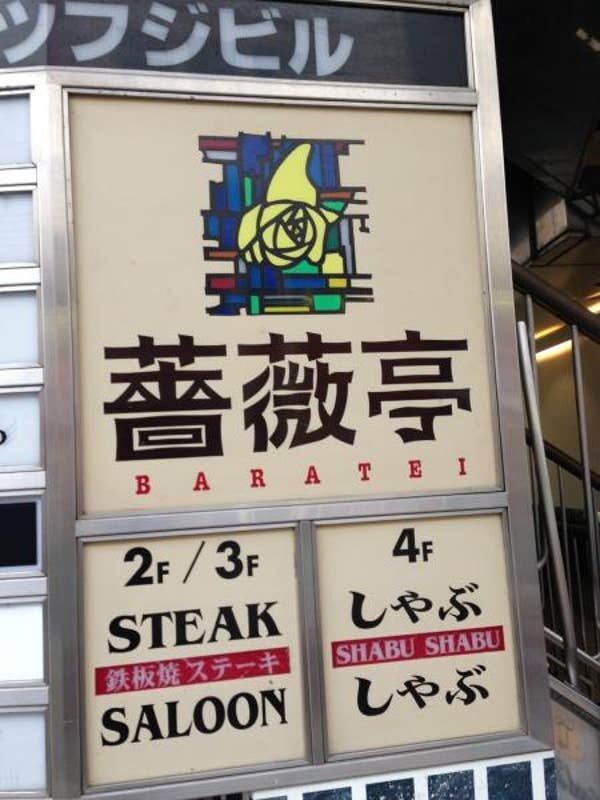 ツフジビル
薔薇亭
BARATEI
2F / 3F
STEAK
鉄板焼ステーキ
SALOON
4F
しゃぶ
SHABU SHABU
しゃぶ